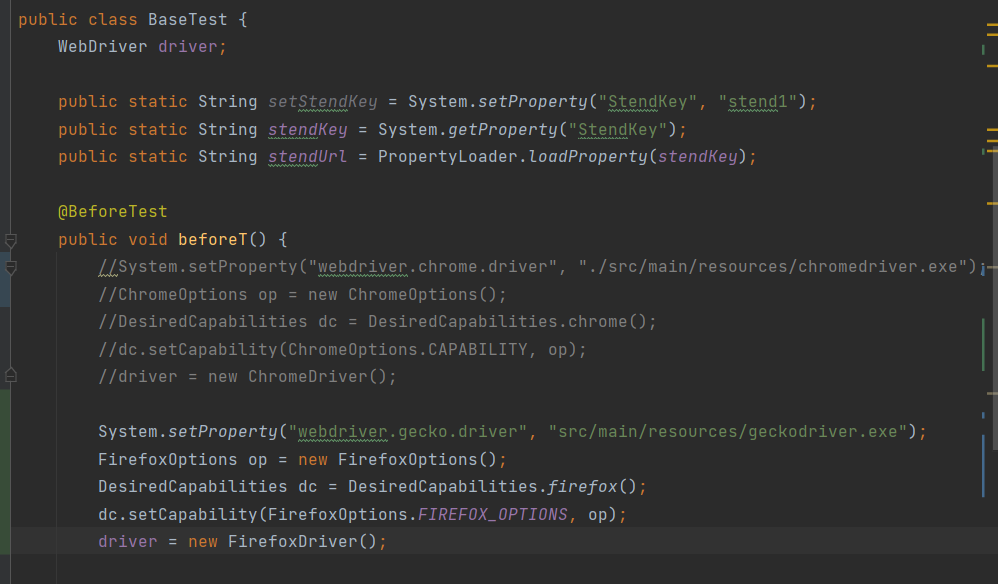 public class BaseTest {
WebDriver driver;
public static String setStendKey = System.setProperty("StendKey", "stend1");
public static String stendKey = System.getProperty("StendKey");
public static String stendUrl = PropertyLoader.loadProperty(stendKey);
@BeforeTest
public void beforeT() {
//System.setProperty("webdriver.chrome.driver", "./src/main/resources/chromedriver.exe");
//ChromeOptions op = new ChromeOptions();
//DesiredCapabilities dc = DesiredCapabilities.chrome();
//dc.setCapability(ChromeOptions.CAPABILITY, op);
//driver = new ChromeDriver();
System.setProperty("webdriver.gecko.driver", "src/main/resources/geckodriver.exe");
FirefoxOptions op = new FirefoxOptions();
DesiredCapabilities dc = DesiredCapabilities.firefox();
dc.setCapability(FirefoxOptions.FIREFOX_OPTIONS, op);
driver = new FirefoxDriver();